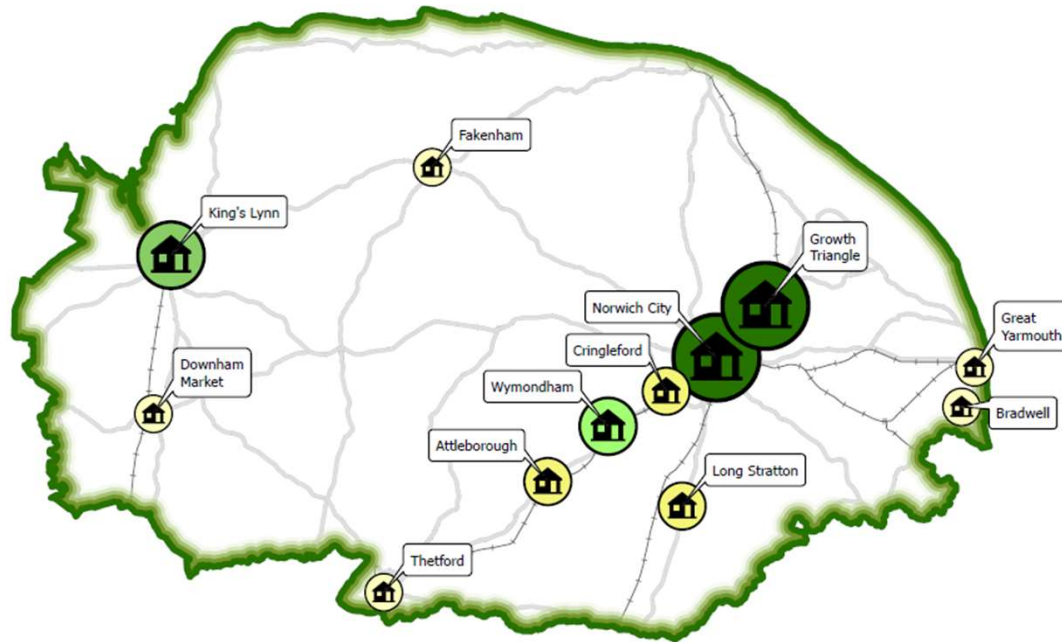 Fakenham
King's Lynn
Growth
Triangle
Norwich City
Great
Yarmouth
Cringleford
Downham
Market
Wymondham
Bradwell
Attleborough
Long Stratton
Thetford